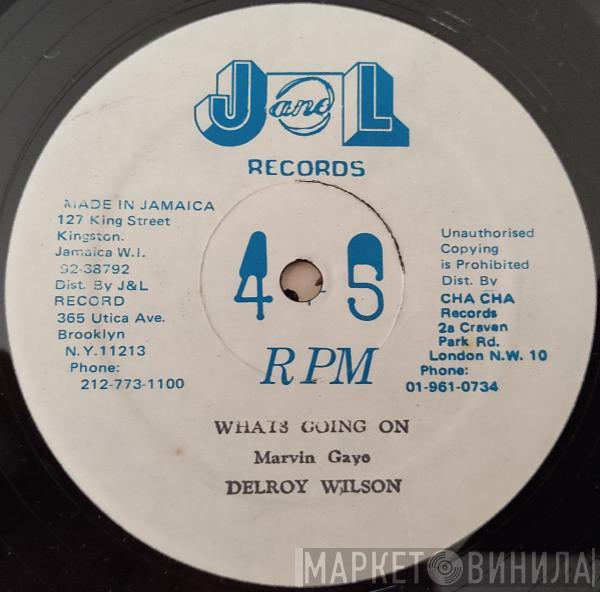 J and L
RECORDS
MADE IN JAMAICA
127 King Street
Kingston.
Jamaica W.I.
92-38792
Dist. By J&L
RECORD
365 Utica Ave.
Brooklyn
N.Y.11213
Phone:
212-773-1100
45
RPM
Unauthorised
Copying
is Prohibited
Dist. By
CHA CHA
Records
2a Craven
Park Rd.
London N.W. 10
Phone:
01-961-0734
WHATS GOING ON
Marvin Gaye
DELROY WILSON
МАРКЕТ ВИНИЛА